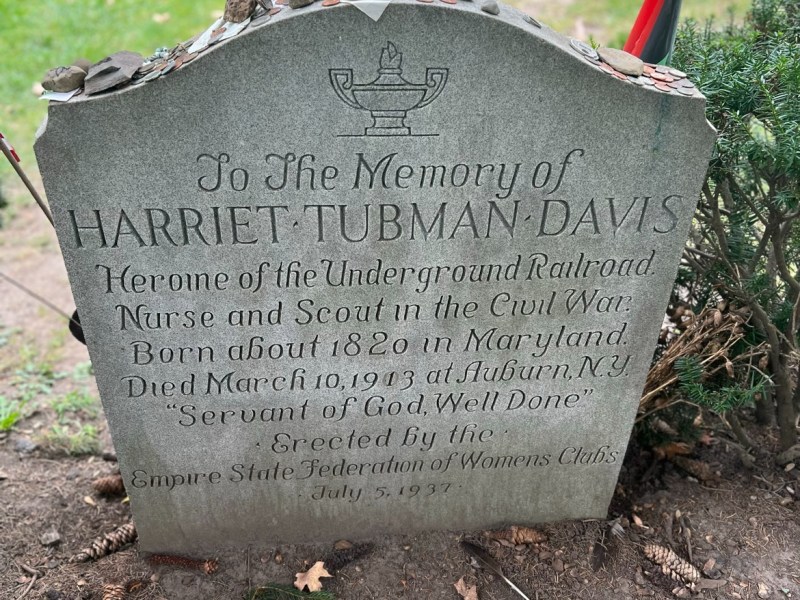 To The Memory of
HARRIET·TUBMAN·DAVIS
Heroine of the Underground Railroad.
Nurse and Scout in the Civil War.
Born about 1820 in Maryland.
Died March 10, 1913 at Auburn, N.Y.
"Servant of God, Well Done"
· Erected by the ·
Empire State Federation of Womens Clubs
· July 5, 1937 ·